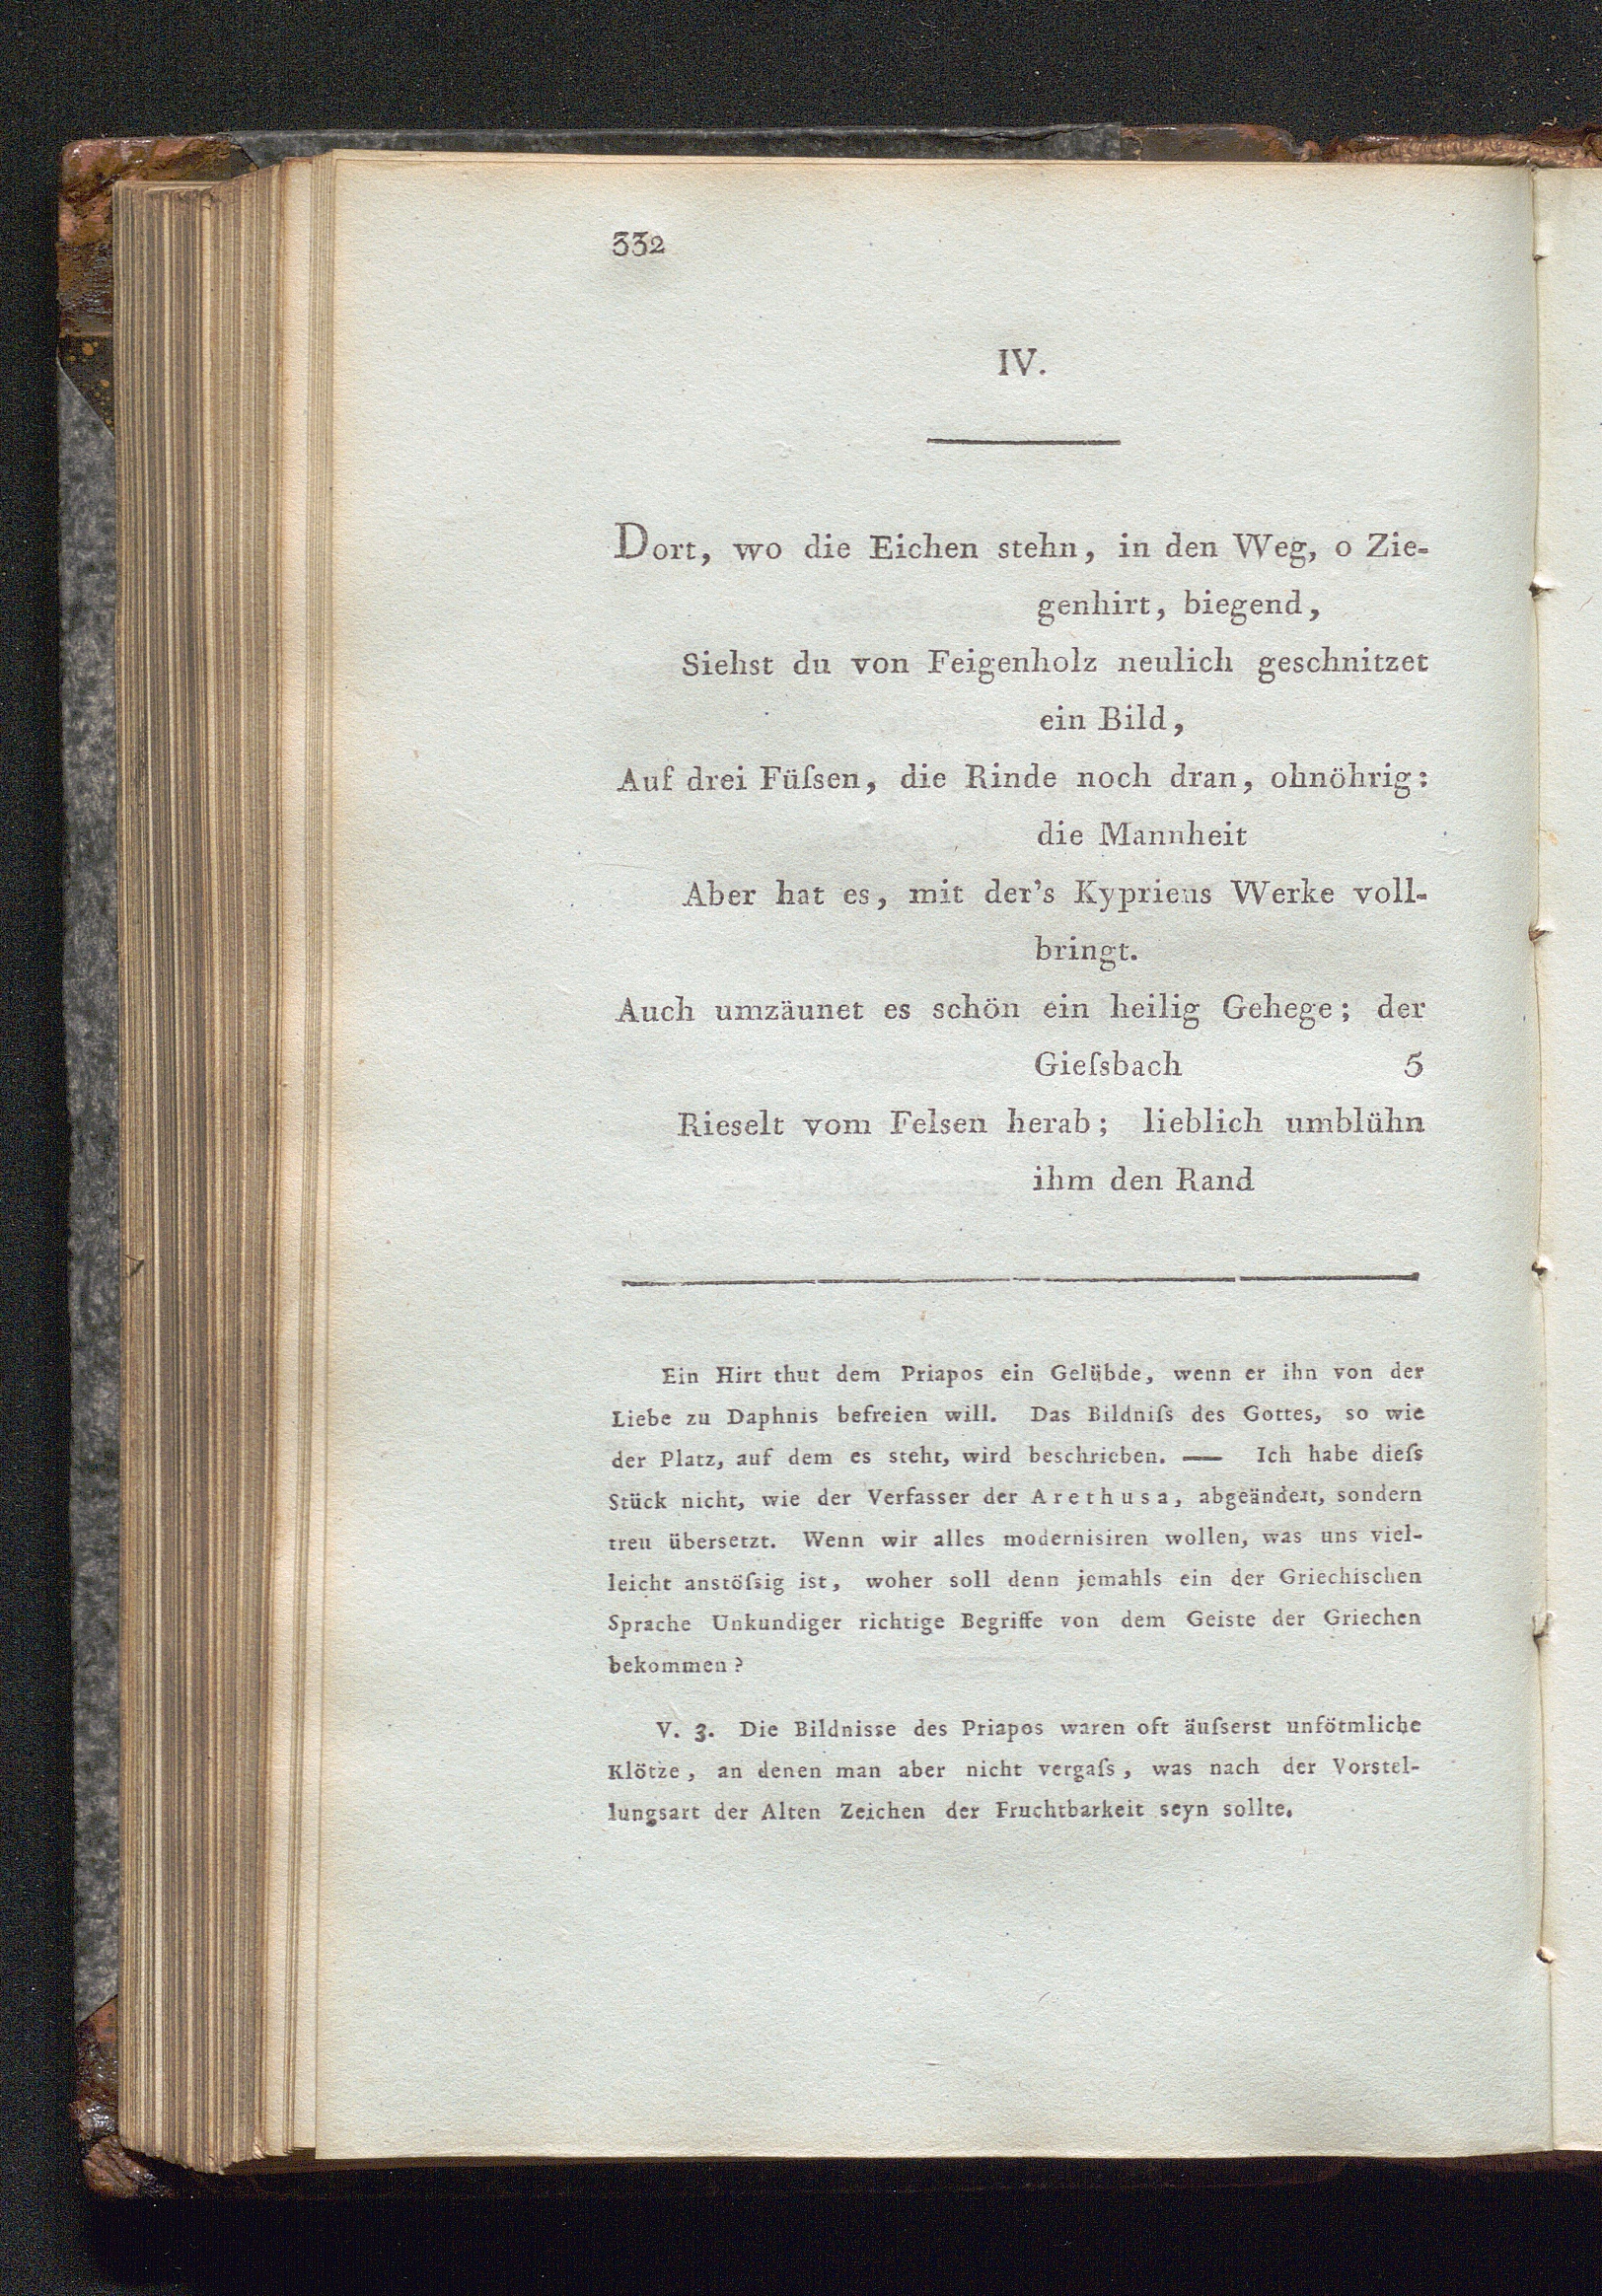 332
IV.
Dort, wo die Eichen stehn, in den Weg, o Zie-
genhirt, biegend,
Siehst du von Feigenholz neulich geschnitzet
ein Bild,
Auf drei Füſsen, die Rinde noch dran, ohnöhrig:
die Mannheit
Aber hat es, mit der's Kypriens Werke voll-
bringt.
Auch umzäunet es schön ein heilig Gehege; der
Gieſsbach 5
Rieselt vom Felsen herab; lieblich umblühn
ihm den Rand
Ein Hirt thut dem Priapos ein Gelübde, wenn er ihn von der
Liebe zu Daphnis befreien will. Das Bildniſs des Gottes, so wie
der Platz, auf dem es steht, wird beschrieben. — Ich habe dieſs
Stück nicht, wie der Verfasser der Arethusa, abgeändert, sondern
treu übersetzt. Wenn wir alles modernisiren wollen, was uns viel-
leicht anstöſsig ist, woher soll denn jemahls ein der Griechischen
Sprache Unkundiger richtige Begriffe von dem Geiste der Griechen
bekommen?
V. 3. Die Bildnisse des Priapos waren oft äuſserst unfötmliche
Klötze, an denen man aber nicht vergaſs, was nach der Vorstel-
lungsart der Alten Zeichen der Fruchtbarkeit seyn sollte.